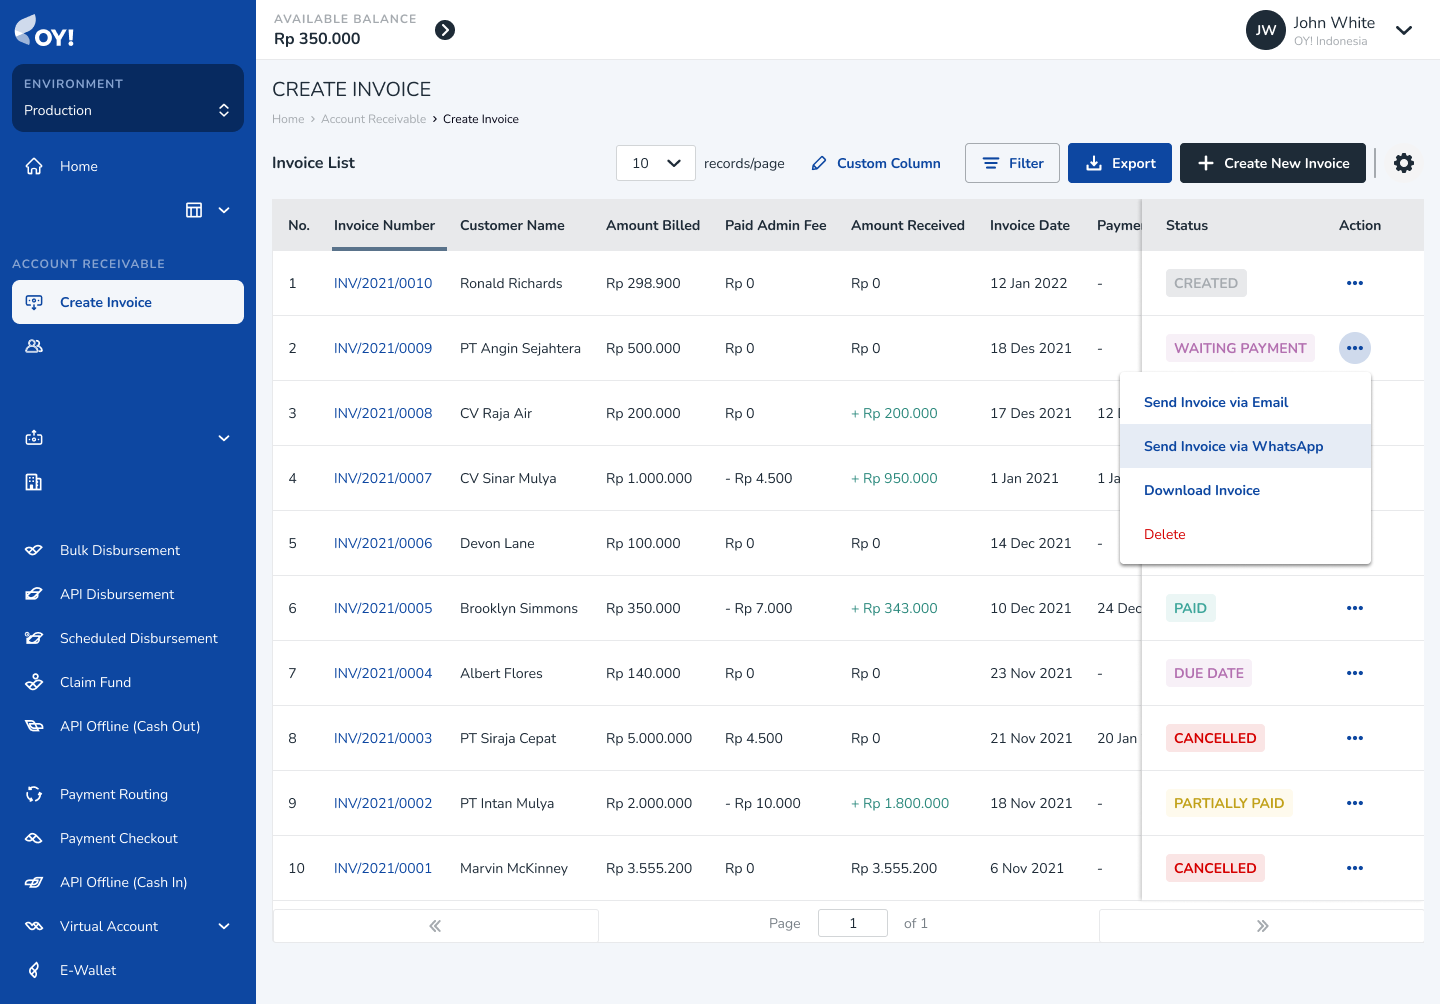 OY!
ENVIRONMENT
Production
Home
ACCOUNT RECEIVABLE
Create Invoice
Bulk Disbursement
API Disbursement
Scheduled Disbursement
Claim Fund
API Offline (Cash Out)
Payment Routing
Payment Checkout
API Offline (Cash In)
Virtual Account
E-Wallet
AVAILABLE BALANCE
Rp 350.000
JW
John White
OY! Indonesia
CREATE INVOICE
Home > Account Receivable > Create Invoice
Invoice List
10 records/page Custom Column Filter Export Create New Invoice
No. Invoice Number Customer Name Amount Billed Paid Admin Fee Amount Received Invoice Date Status Action
1 INV/2021/0010 Ronald Richards Rp 298.900 Rp 0 Rp 0 12 Jan 2022 - CREATED
2 INV/2021/0009 PT Angin Sejahtera Rp 500.000 Rp 0 Rp 0 18 Des 2021 - WAITING PAYMENT
3 INV/2021/0008 CV Raja Air Rp 200.000 Rp 0 + Rp 200.000 17 Des 2021 12
4 INV/2021/0007 CV Sinar Mulya Rp 1.000.000 - Rp 4.500 + Rp 950.000 1 Jan 2021 1 Ja
5 INV/2021/0006 Devon Lane Rp 100.000 Rp 0 Rp 0 14 Dec 2021 -
6 INV/2021/0005 Brooklyn Simmons Rp 350.000 - Rp 7.000 + Rp 343.000 10 Dec 2021 24 Dec PAID
7 INV/2021/0004 Albert Flores Rp 140.000 Rp 0 Rp 0 23 Nov 2021 - DUE DATE
8 INV/2021/0003 PT Siraja Cepat Rp 5.000.000 Rp 4.500 Rp 0 21 Nov 2021 20 Jan CANCELLED
9 INV/2021/0002 PT Intan Mulya Rp 2.000.000 - Rp 10.000 + Rp 1.800.000 18 Nov 2021 - PARTIALLY PAID
10 INV/2021/0001 Marvin McKinney Rp 3.555.200 Rp 0 Rp 3.555.200 6 Nov 2021 - CANCELLED
Send Invoice via Email
Send Invoice via WhatsApp
Download Invoice
Delete
Page 1 of 1